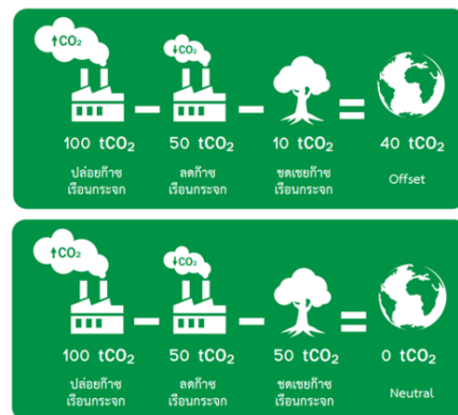 ↑CO₂
↓CO₂
100 tCO₂
50 tCO₂
10 tCO₂
40 tCO₂
ปล่อยก๊าซ
เรือนกระจก
ลดก๊าซ
เรือนกระจก
ชดเชยก๊าซ
เรือนกระจก
Offset
↑CO₂
↓CO₂
100 tCO₂
50 tCO₂
50 tCO₂
0 tCO₂
ปล่อยก๊าซ
เรือนกระจก
ลดก๊าซ
เรือนกระจก
ชดเชยก๊าซ
เรือนกระจก
Neutral